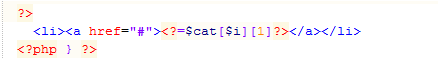 ?>
<li><a href="#"><?=$cat[$i][1]?></a></li>
<?php } ?>